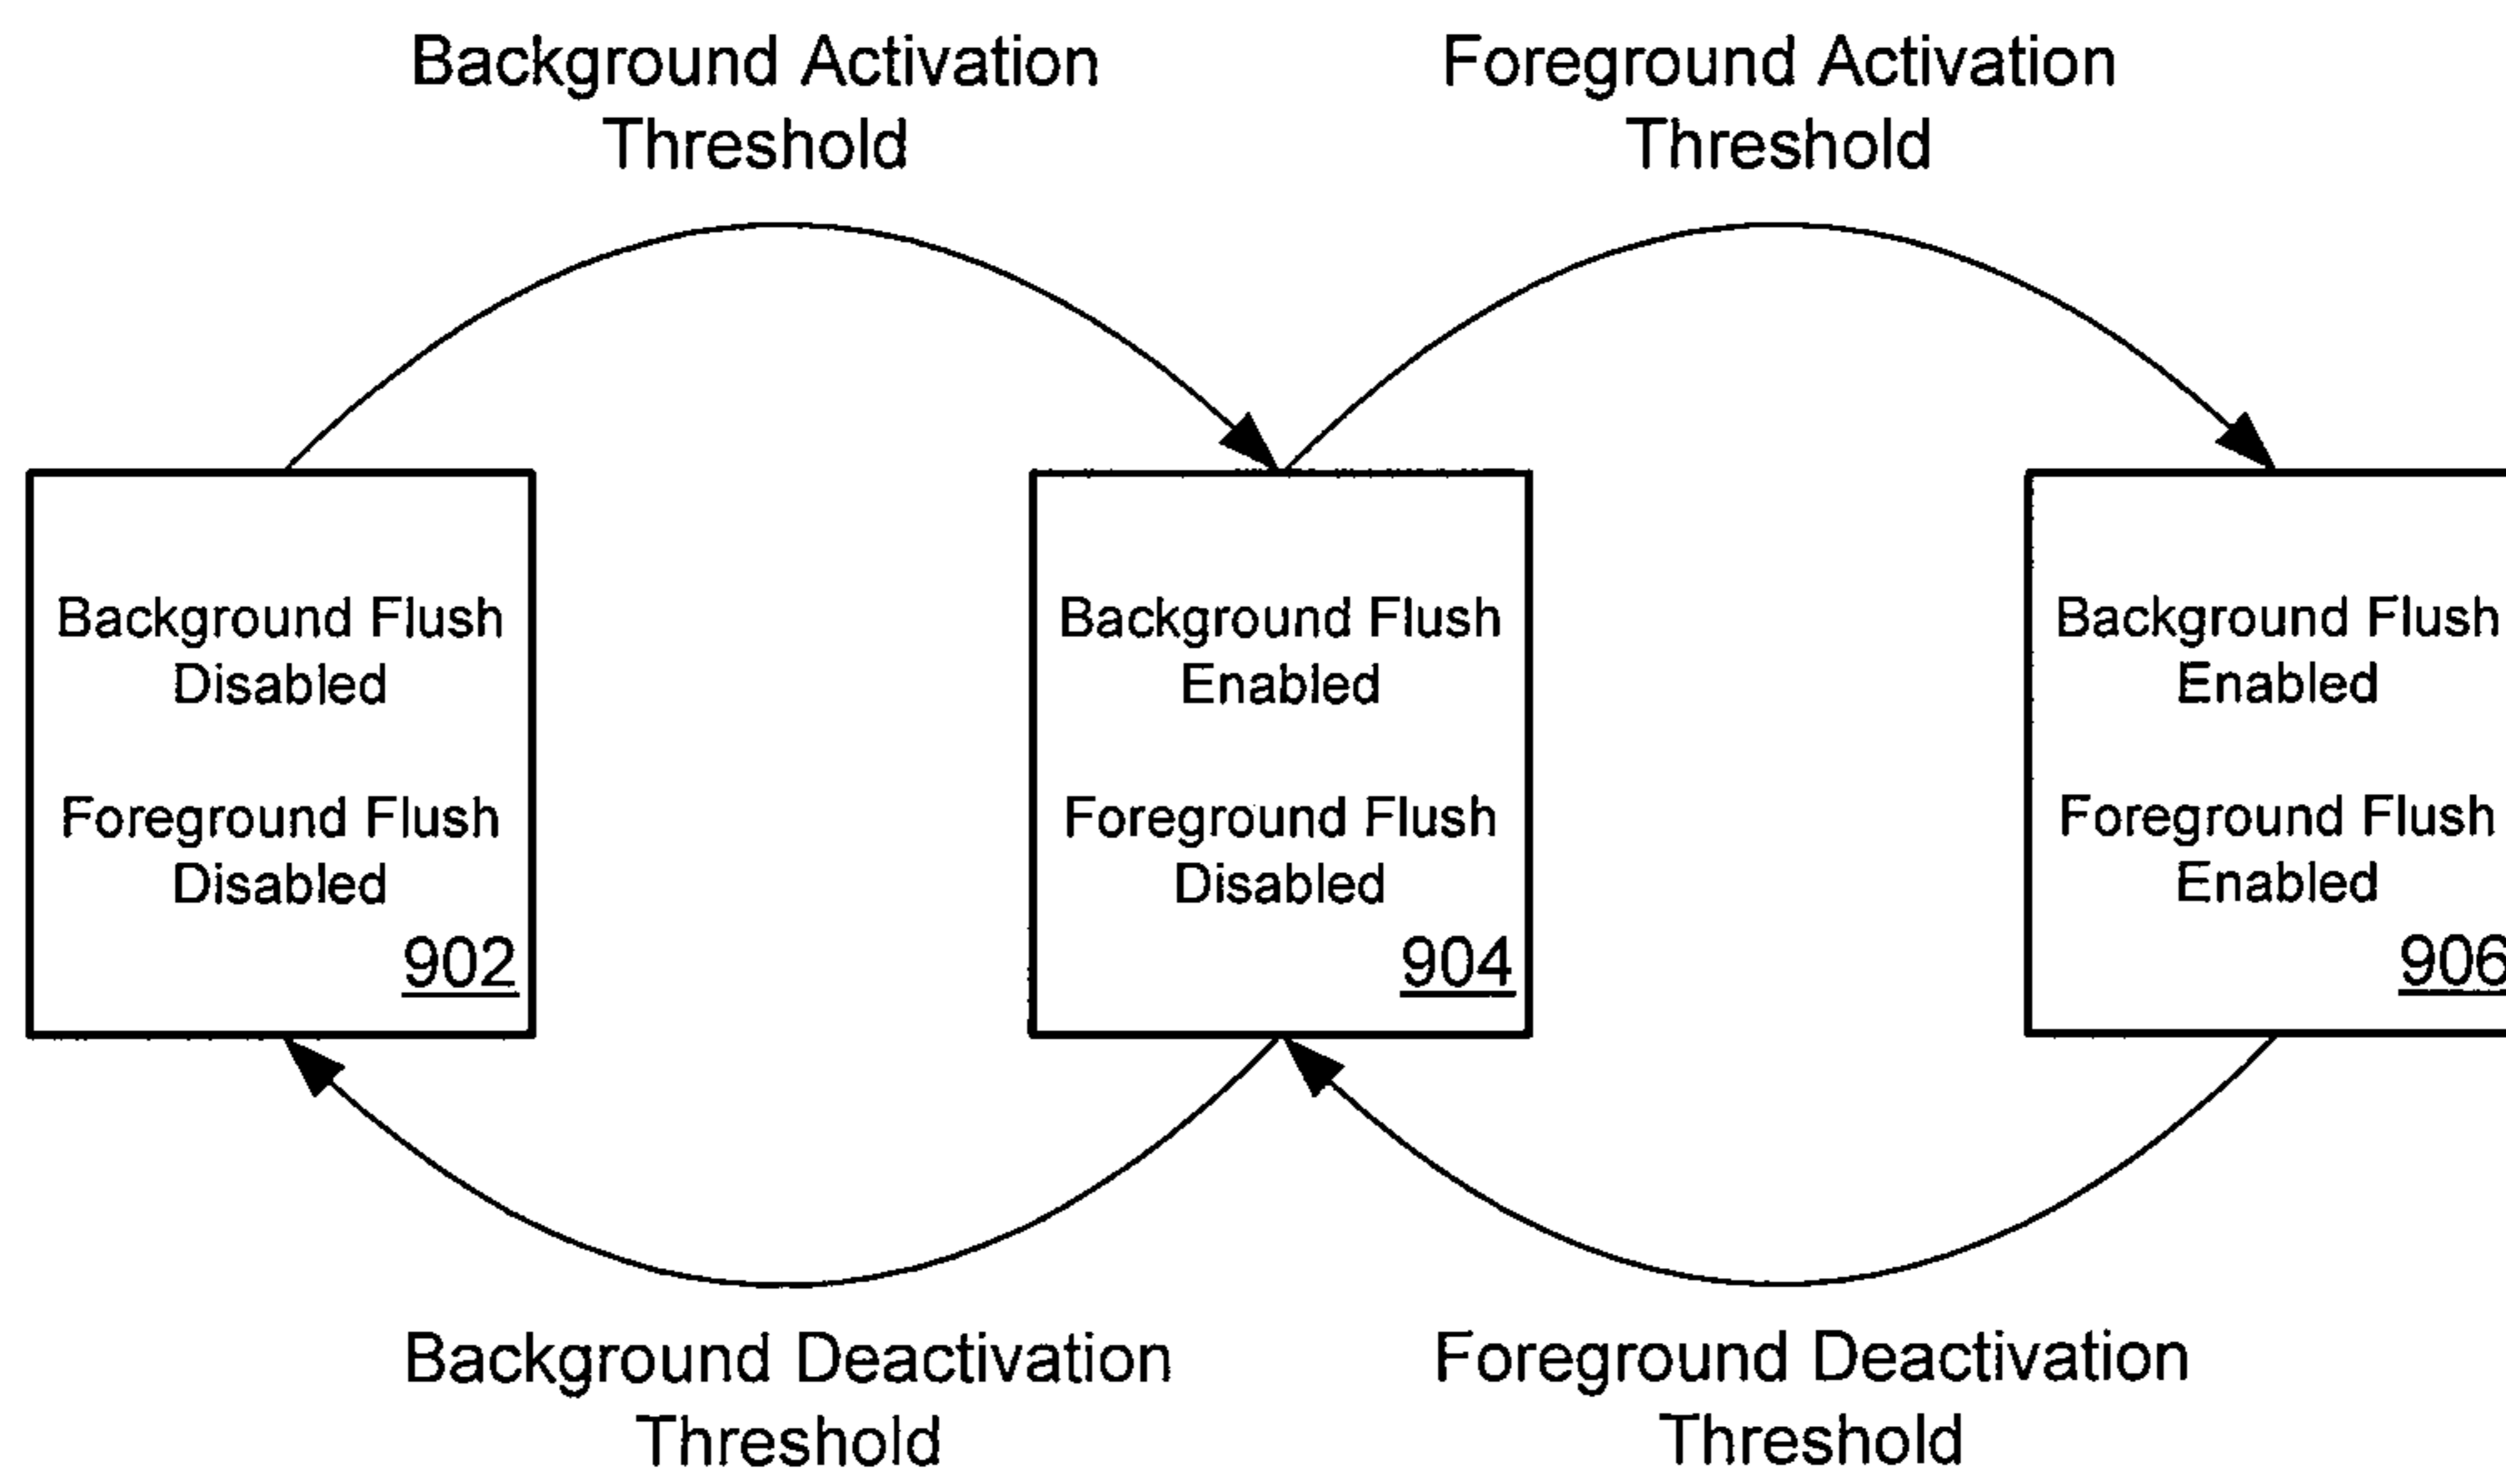 Background Activation
Threshold
Foreground Activation
Threshold
Background Flush
Disabled
Foreground Flush
Disabled
902
Background Flush
Enabled
Foreground Flush
Disabled
904
Background Flush
Enabled
Foreground Flush
Enabled
906
Background Deactivation
Threshold
Foreground Deactivation
Threshold